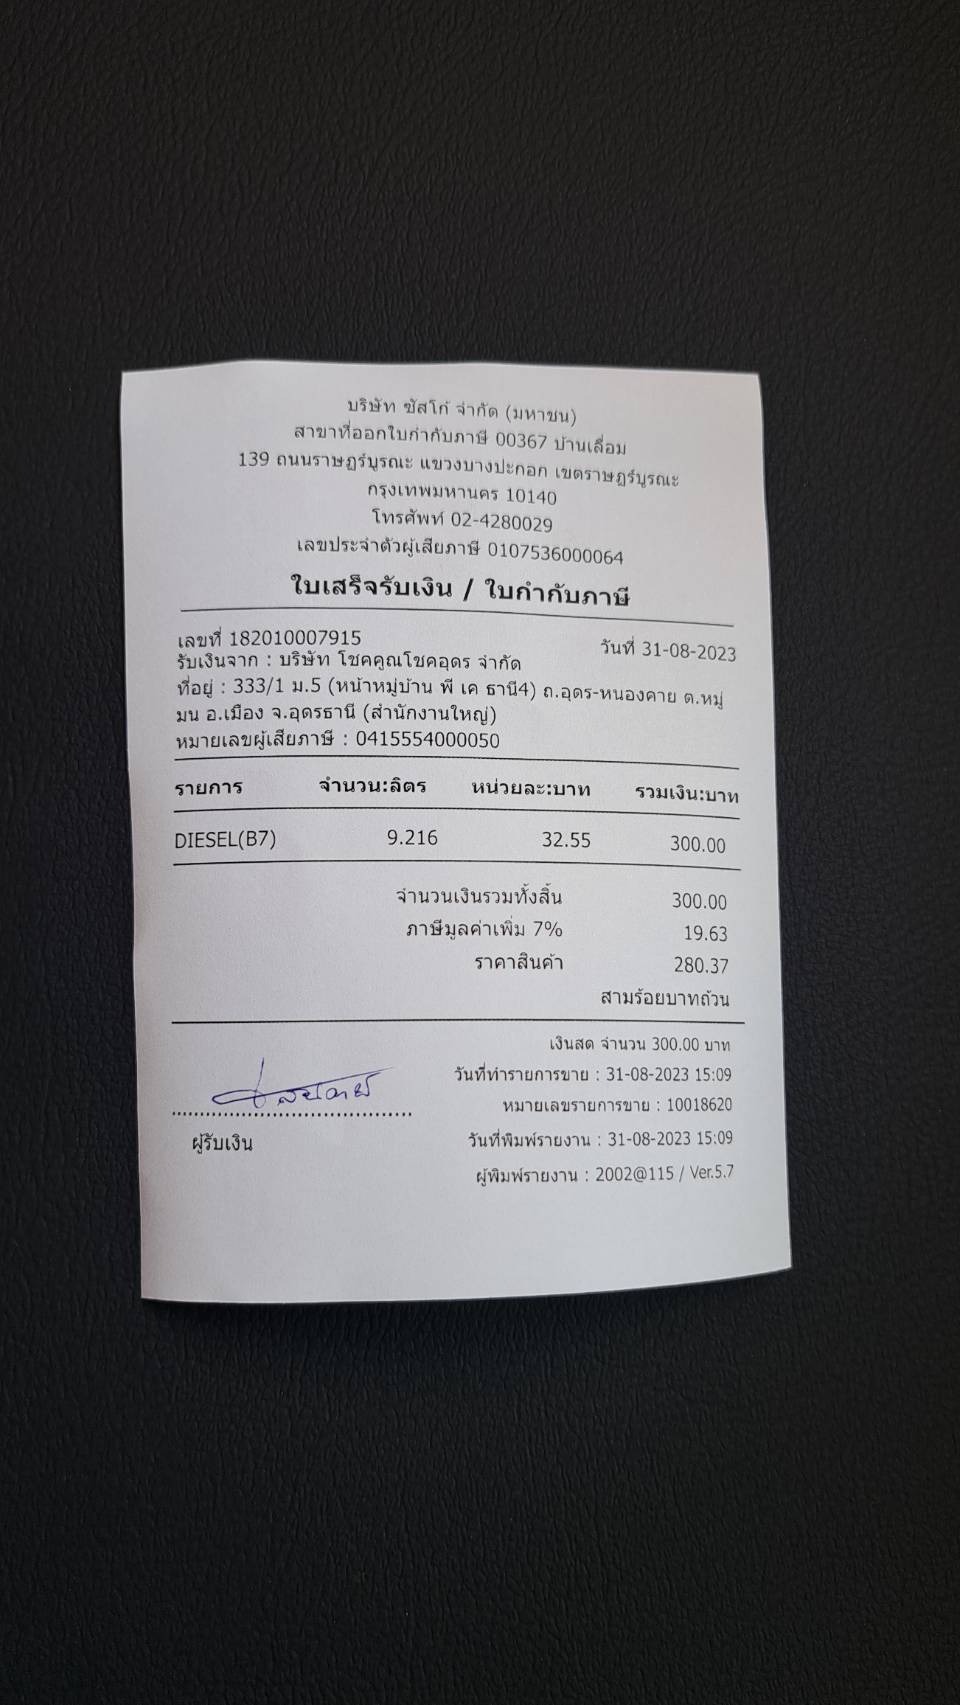 บริษัท ซัสโก้ จำกัด (มหาชน)
สาขาที่ออกใบกำกับภาษี 00367 บ้านเลื่อม
139 ถนนราษฎร์บูรณะ แขวงบางปะกอก เขตราษฎร์บูรณะ
กรุงเทพมหานคร 10140
โทรศัพท์ 02-4280029
เลขประจำตัวผู้เสียภาษี 0107536000064
ใบเสร็จรับเงิน / ใบกำกับภาษี
เลขที่ 182010007915 วันที่ 31-08-2023
รับเงินจาก : บริษัท โชคคูณโชคอุดร จำกัด
ที่อยู่ : 333/1 ม.5 (หน้าหมู่บ้าน พี เค ธานี4) ถ.อุดร-หนองคาย ต.หมู่
มน อ.เมือง จ.อุดรธานี (สำนักงานใหญ่)
หมายเลขผู้เสียภาษี : 0415554000050
รายการ จำนวน:ลิตร หน่วยละ:บาท รวมเงิน:บาท
DIESEL(B7) 9.216 32.55 300.00
จำนวนเงินรวมทั้งสิ้น 300.00
ภาษีมูลค่าเพิ่ม 7% 19.63
ราคาสินค้า 280.37
สามร้อยบาทถ้วน
เงินสด จำนวน 300.00 บาท
วันที่ทำรายการขาย : 31-08-2023 15:09
หมายเลขรายการขาย : 10018620
ผู้รับเงิน วันที่พิมพ์รายงาน : 31-08-2023 15:09
ผู้พิมพ์รายงาน : 2002@115 / Ver.5.7